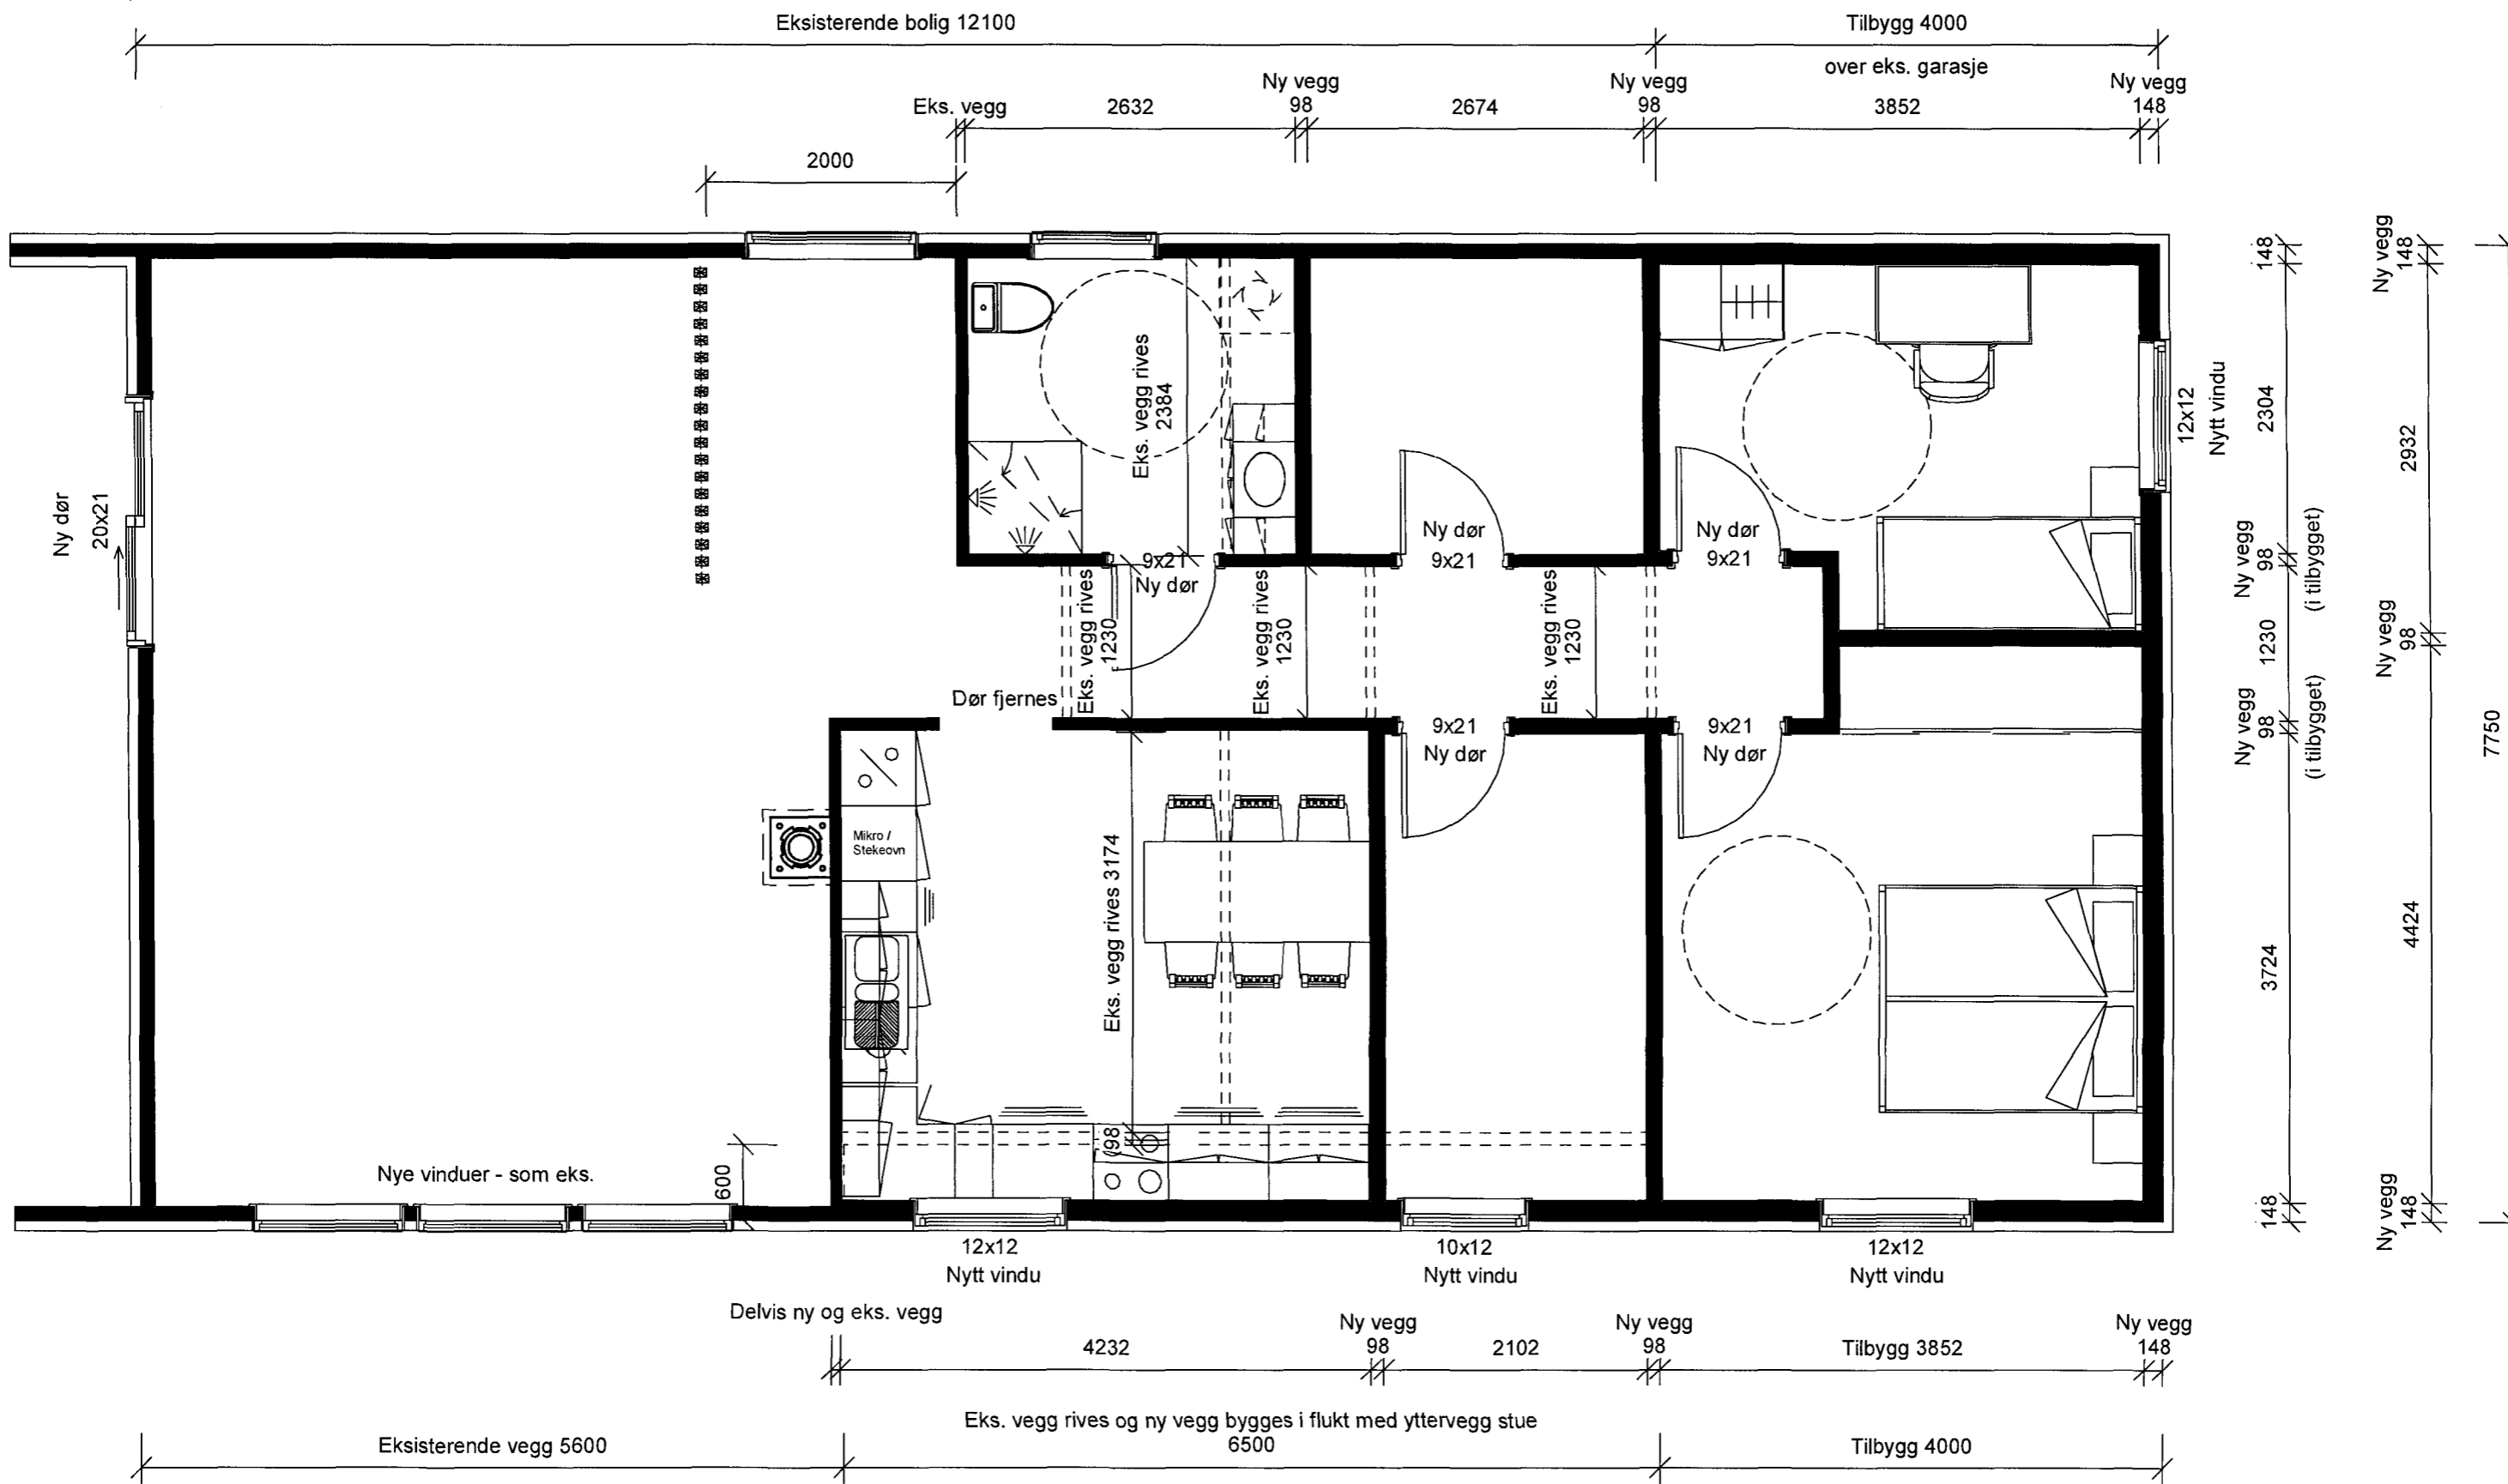 Eksisterende bolig 12100
Tilbygg 4000
over eks. garasje
Eks. vegg
2632
Ny vegg
98
2674
Ny vegg
98
3852
Ny vegg
148
2000
Ny dør
20x21
Eks. vegg rives
2384
9x21
Ny dør
Ny dør
9x21
Ny dør
9x21
12x12
Nytt vindu
148
2304
Ny vegg
98
(i tilbygget)
1230
Ny vegg
98
(i tilbygget)
3724
148
Ny vegg
148
2932
Ny vegg
98
4424
Ny vegg
148
7750
Eks. vegg rives
1230
Eks. vegg rives
1230
Eks. vegg rives
1230
Dør fjernes
9x21
Ny dør
9x21
Ny dør
Mikro /
Stekeovn
Eks. vegg rives 3174
98
600
Nye vinduer - som eks.
12x12
Nytt vindu
10x12
Nytt vindu
12x12
Nytt vindu
Delvis ny og eks. vegg
4232
Ny vegg
98
2102
Ny vegg
98
Tilbygg 3852
Ny vegg
148
Eks. vegg rives og ny vegg bygges i flukt med yttervegg stue
Eksisterende vegg 5600
6500
Tilbygg 4000